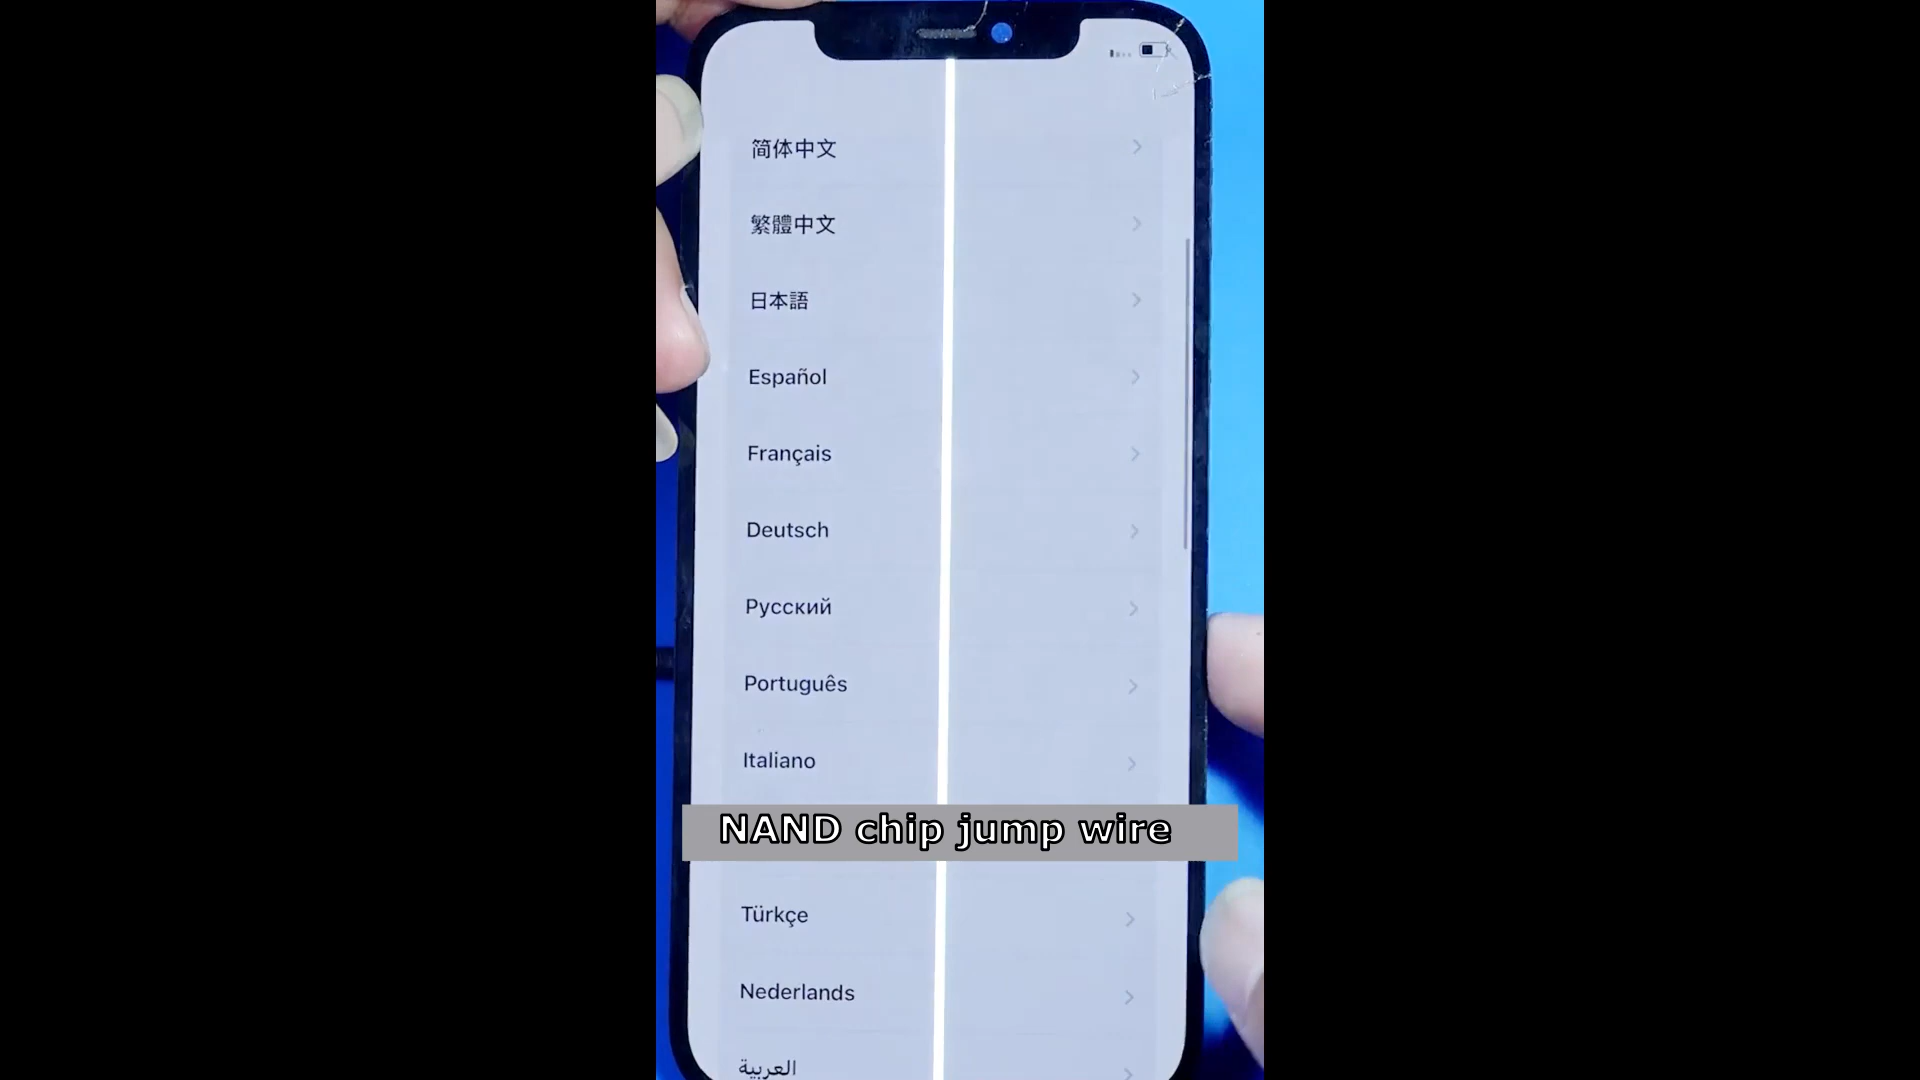 简体中文
繁體中文
日本語
Español
Français
Deutsch
Русский
Português
Italiano
NAND chip jump wire
Türkçe
Nederlands
العربية